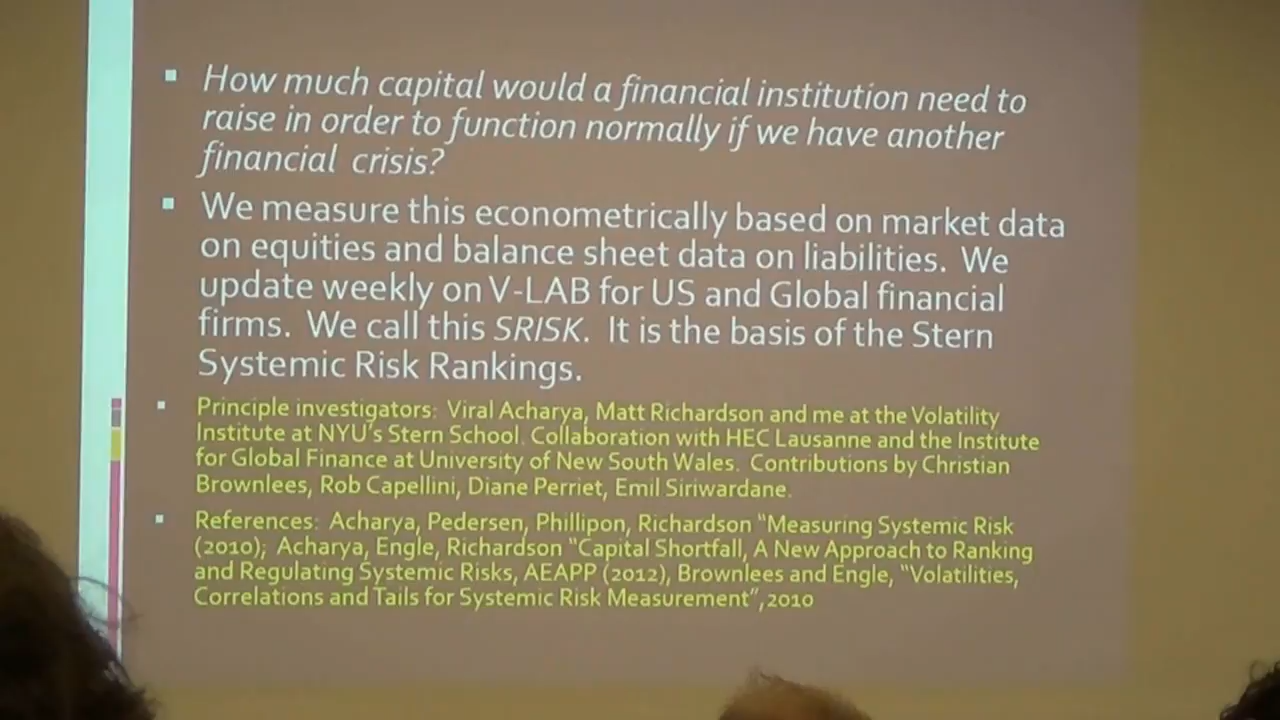 How much capital would a financial institution need to
raise in order to function normally if we have another
financial crisis?
We measure this econometrically based on market data
on equities and balance sheet data on liabilities. We
update weekly on V-LAB for US and Global financial
firms. We call this SRISK. It is the basis of the Stern
Systemic Risk Rankings.
Principle investigators: Viral Acharya, Matt Richardson and me at the Volatility
Institute at NYU's Stern School. Collaboration with HEC Lausanne and the Institute
for Global Finance at University of New South Wales. Contributions by Christian
Brownlees, Rob Capellini, Diane Perriet, Emil Siriwardane.
References: Acharya, Pedersen, Phillipon, Richardson "Measuring Systemic Risk
(2010); Acharya, Engle, Richardson "Capital Shortfall, A New Approach to Ranking
and Regulating Systemic Risks, AEAPP (2012), Brownlees and Engle, "Volatilities,
Correlations and Tails for Systemic Risk Measurement",2010